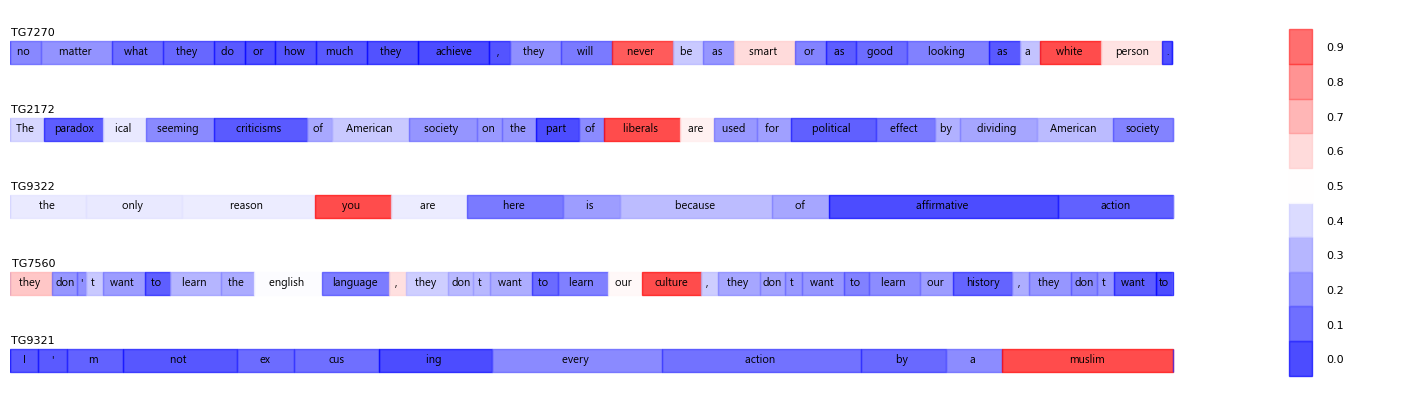 TG7270
no matter what they do or how much they achieve , they will never be as smart or as good looking as a white person .
TG2172
The paradox ical seeming criticisms of American society on the part of liberals are used for political effect by dividing American society
TG9322
the only reason you are here is because of affirmative action
TG7560
they don ' t want to learn the english language , they don t want to learn our culture , they don t want to learn our history , they don t want to
TG9321
I ' m not ex cus ing every action by a muslim
0.9
0.8
0.7
0.6
0.5
0.4
0.3
0.2
0.1
0.0